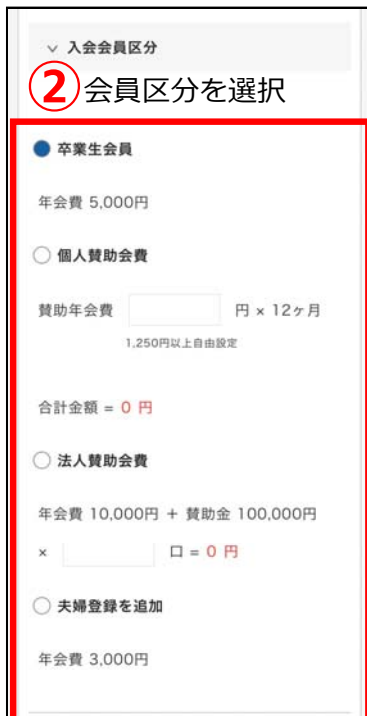 入会会員区分
② 会員区分を選択
卒業生会員
年会費 5,000円
個人賛助会費
賛助年会費 円 × 12ヶ月
1,250円以上自由設定
合計金額 = 0 円
法人賛助会費
年会費 10,000円 + 賛助金 100,000円
× 口 = 0 円
夫婦登録を追加
年会費 3,000円